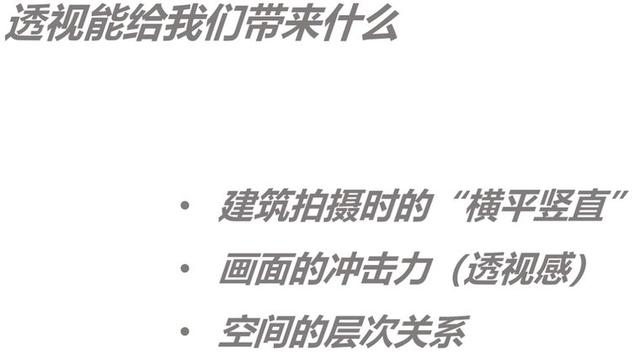 透视能给我们带来什么
• 建筑拍摄时的“横平竖直”
• 画面的冲击力（透视感）
• 空间的层次关系